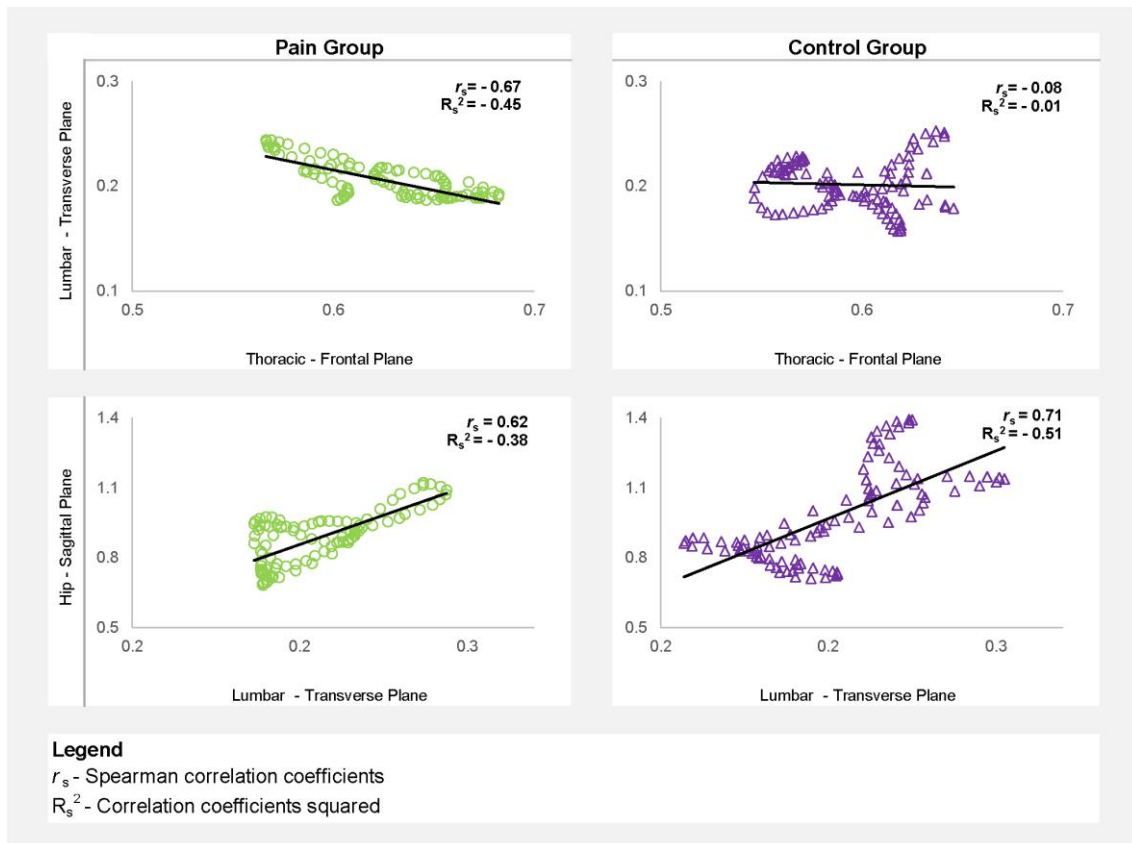 Pain Group
Control Group
Lumbar - Transverse Plane
0.3
0.2
0.1
0.5
0.6
0.7
rs= - 0.67
Rs²= - 0.45
Thoracic - Frontal Plane
0.3
0.2
0.1
0.5
0.6
0.7
rs= - 0.08
Rs²= - 0.01
Thoracic - Frontal Plane
Hip - Sagittal Plane
1.4
1.1
0.8
0.5
0.2
0.2
0.3
rs = 0.62
Rs²= - 0.38
Lumbar - Transverse Plane
1.4
1.1
0.8
0.5
0.2
0.2
0.3
rs = 0.71
Rs²= - 0.51
Lumbar - Transverse Plane
Legend
rs - Spearman correlation coefficients
Rs² - Correlation coefficients squared